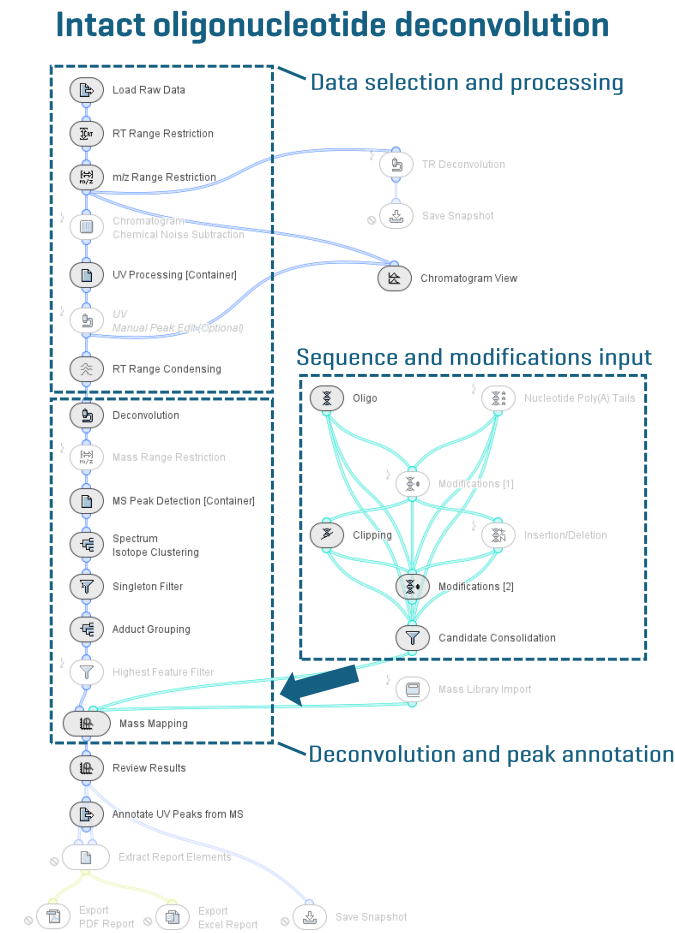 Intact oligonucleotide deconvolution
Data selection and processing
Load Raw Data
RT Range Restriction
m/z Range Restriction
TR Deconvolution
Save Snapshot
Chromatogram
Chemical Noise Subtraction
UV Processing [Container]
Chromatogram View
UV
Manual Peak Edit (Optional)
RT Range Condensing
Sequence and modifications input
Oligo
Nucleotide Poly(A) Tails
Modifications [1]
Clipping
Insertion/Deletion
Modifications [2]
Candidate Consolidation
Mass Library Import
Deconvolution
Mass Range Restriction
MS Peak Detection [Container]
Spectrum
Isotope Clustering
Singleton Filter
Adduct Grouping
Highest Feature Filter
Mass Mapping
Deconvolution and peak annotation
Review Results
Annotate UV Peaks from MS
Extract Report Elements
Export
PDF Report
Export
Excel Report
Save Snapshot